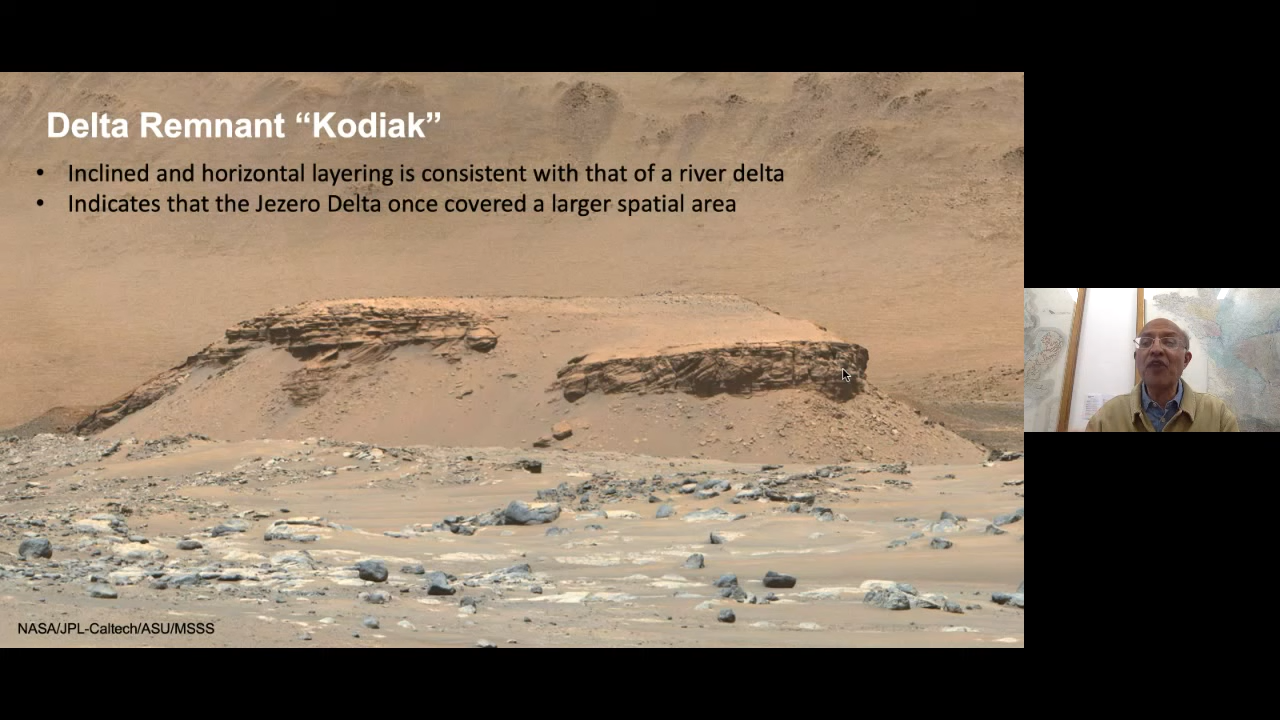 Delta Remnant “Kodiak”
• Inclined and horizontal layering is consistent with that of a river delta
• Indicates that the Jezero Delta once covered a larger spatial area
NASA/JPL-Caltech/ASU/MSSS